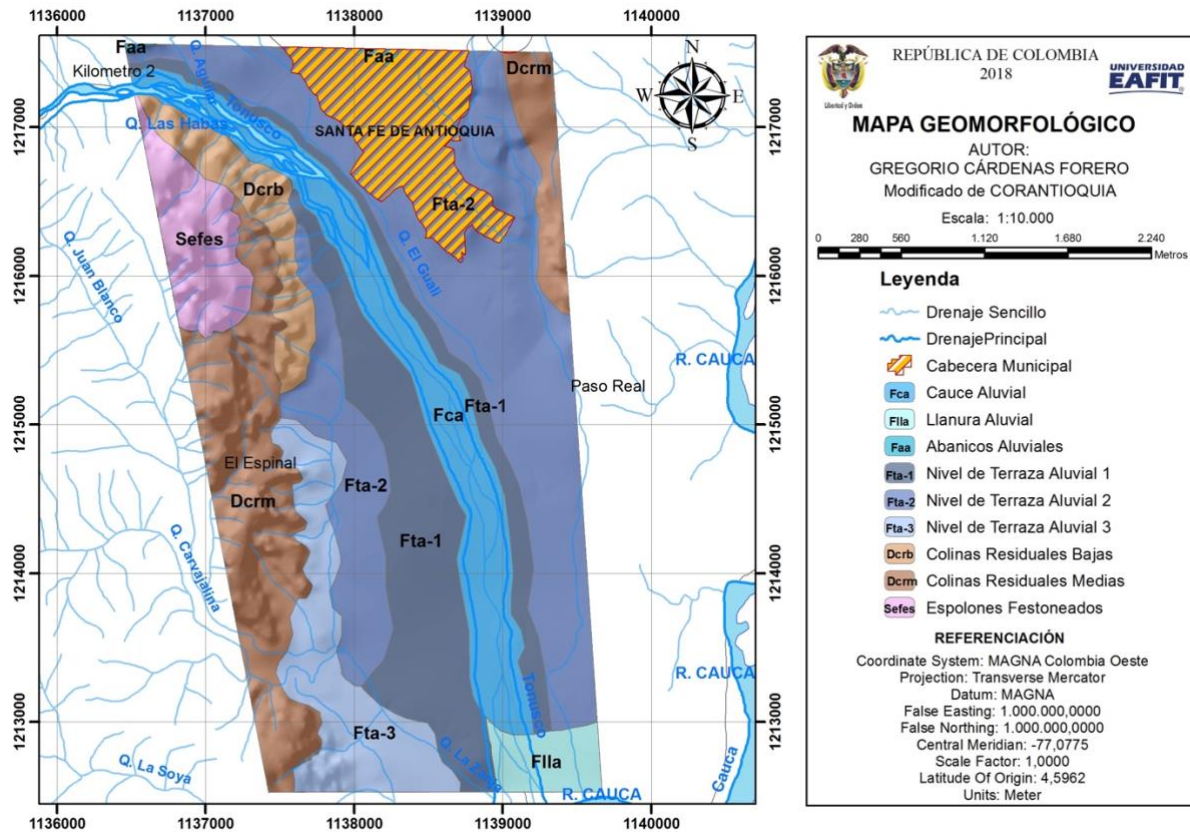 1136000 1137000 1138000 1139000 1140000
1217000
1216000
1215000
1214000
1213000
Faa
Kilometro 2
Q. Aguira
Tonusco
Q. Las Habas
Faa
Dcrm
N
W E
S
SANTA FE DE ANTIOQUIA
Dcrb
Fta-2
Sefes
Q. El Guali
Q. Juan Blanco
R. CAUCA
Paso Real
Fca
Fta-1
El Espinal
Dcrm
Fta-2
Fta-1
Q. Carvajalina
R. CAUCA
Fta-3
Tonusco
Q. La Soya
FIla
R. CAUCA
Cauca
1217000
1216000
1215000
1214000
1213000
1136000 1137000 1138000 1139000 1140000
REPÚBLICA DE COLOMBIA
2018
Libertad y Orden
UNIVERSIDAD
EAFIT
MAPA GEOMORFOLÓGICO
AUTOR:
GREGORIO CÁRDENAS FORERO
Modificado de CORANTIOQUIA
Escala: 1:10.000
0 280 560 1.120 1.680 2.240
Metros
Leyenda
Drenaje Sencillo
DrenajePrincipal
Cabecera Municipal
Fca Cauce Aluvial
FIla Llanura Aluvial
Faa Abanicos Aluviales
Fta-1 Nivel de Terraza Aluvial 1
Fta-2 Nivel de Terraza Aluvial 2
Fta-3 Nivel de Terraza Aluvial 3
Dcrb Colinas Residuales Bajas
Dcrm Colinas Residuales Medias
Sefes Espolones Festoneados
REFERENCIACIÓN
Coordinate System: MAGNA Colombia Oeste
Projection: Transverse Mercator
Datum: MAGNA
False Easting: 1.000.000,0000
False Northing: 1.000.000,0000
Central Meridian: -77,0775
Scale Factor: 1,0000
Latitude Of Origin: 4,5962
Units: Meter